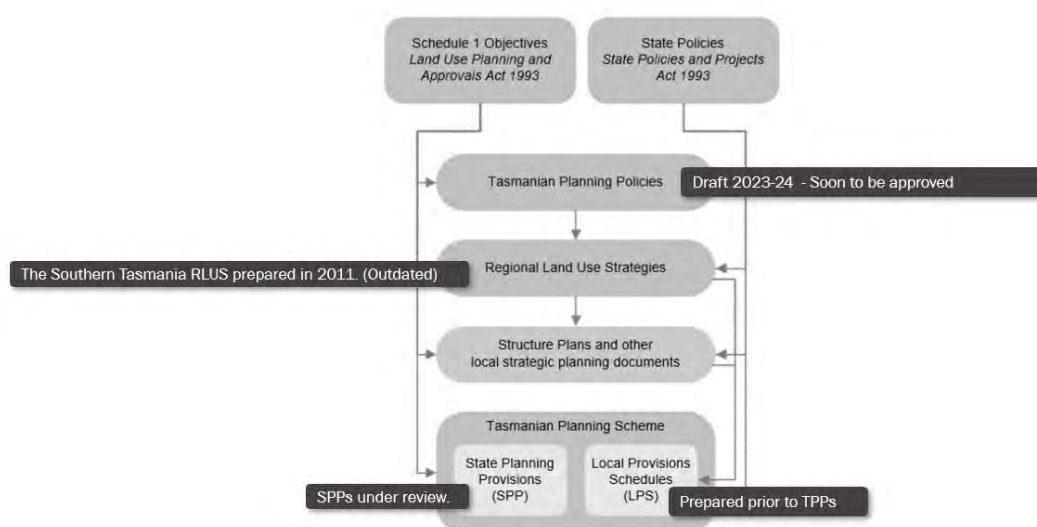 Schedule 1 Objectives
Land Use Planning and
Approvals Act 1993
State Policies
State Policies and Projects
Act 1993
Tasmanian Planning Policies
Draft 2023-24 - Soon to be approved
The Southern Tasmania RLUS prepared in 2011. (Outdated)
Regional Land Use Strategies
Structure Plans and other
local strategic planning documents
Tasmanian Planning Scheme
State Planning
Provisions
(SPP)
Local Provisions
Schedules
(LPS)
SPPs under review.
Prepared prior to TPPs